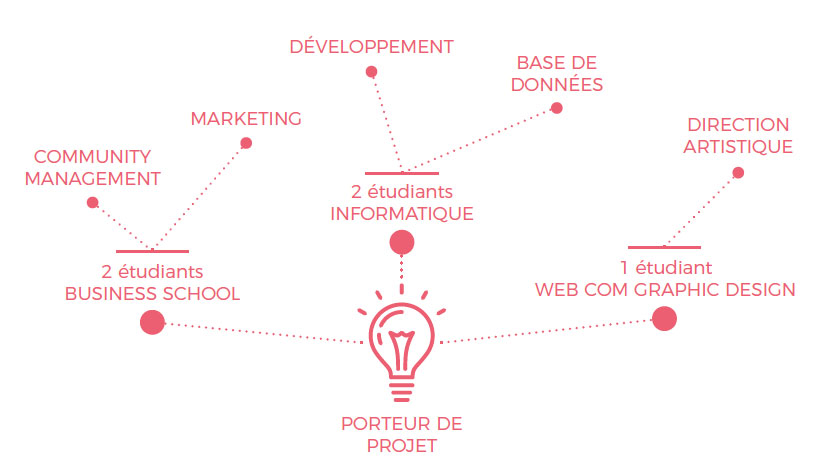 DÉVELOPPEMENT
BASE DE
DONNÉES
MARKETING
DIRECTION
ARTISTIQUE
COMMUNITY
MANAGEMENT
2 étudiants
INFORMATIQUE
2 étudiants
BUSINESS SCHOOL
1 étudiant
WEB COM GRAPHIC DESIGN
PORTEUR DE
PROJET